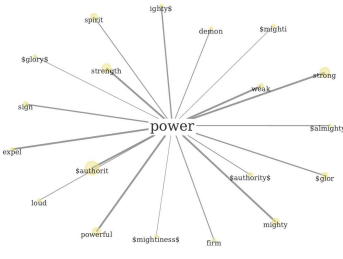 ighty$
spirit
demon
$mighti
$glory$
strength
strong
weak
sign
power
$almighty
expel
$authorit
$authority$
$glor
loud
mighty
powerful
$mightiness$
firm